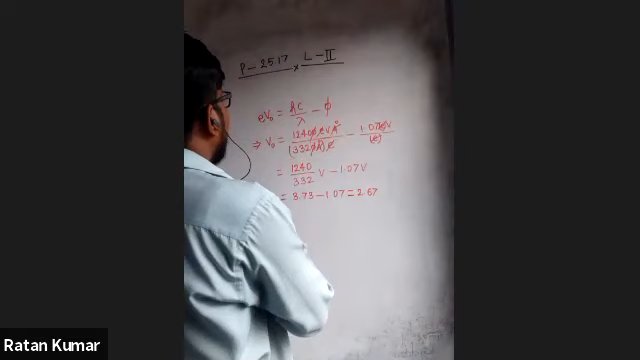 P - 25.17 L - II
eV₀ = hc/λ - ϕ
⇒ V₀ = 12400 eV Å/(3320 Å) e - 1.07 eV/(e)
= 1240/332 V - 1.07 V
= 3.73 - 1.07 = 2.67
Ratan Kumar